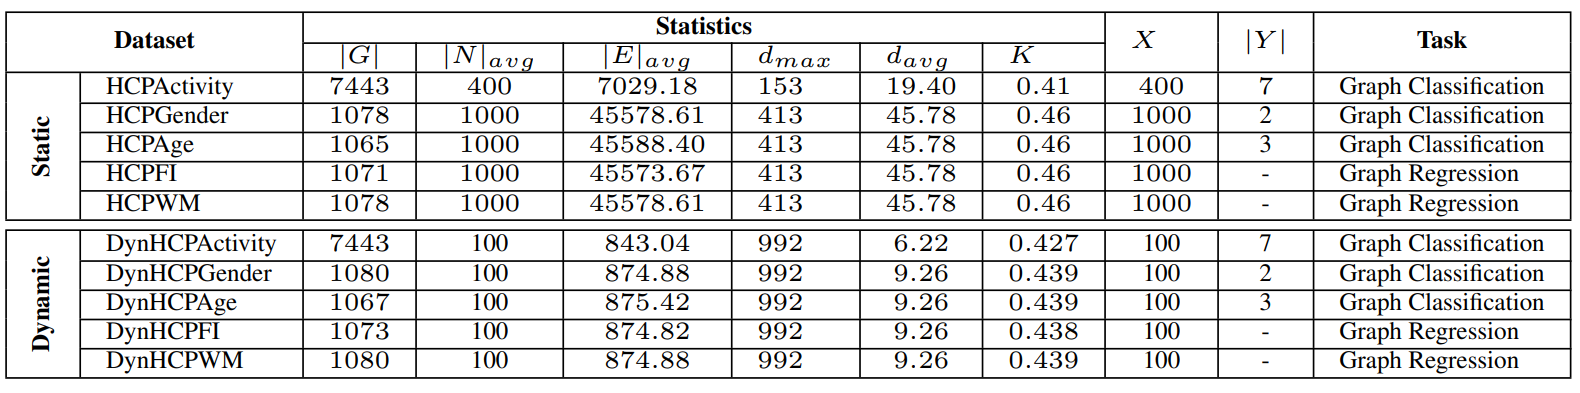 Dataset Statistics X |Y| Task
|G| |N|avg |E|avg dmax davg K
Static
HCPActivity 7443 400 7029.18 153 19.40 0.41 400 7 Graph Classification
HCPGender 1078 1000 45578.61 413 45.78 0.46 1000 2 Graph Classification
HCPAge 1065 1000 45588.40 413 45.78 0.46 1000 3 Graph Classification
HCPFI 1071 1000 45573.67 413 45.78 0.46 1000 - Graph Regression
HCPWM 1078 1000 45578.61 413 45.78 0.46 1000 - Graph Regression
Dynamic
DynHCPActivity 7443 100 843.04 992 6.22 0.427 100 7 Graph Classification
DynHCPGender 1080 100 874.88 992 9.26 0.439 100 2 Graph Classification
DynHCPAge 1067 100 875.42 992 9.26 0.439 100 3 Graph Classification
DynHCPFI 1073 100 874.82 992 9.26 0.438 100 - Graph Regression
DynHCPWM 1080 100 874.88 992 9.26 0.439 100 - Graph Regression